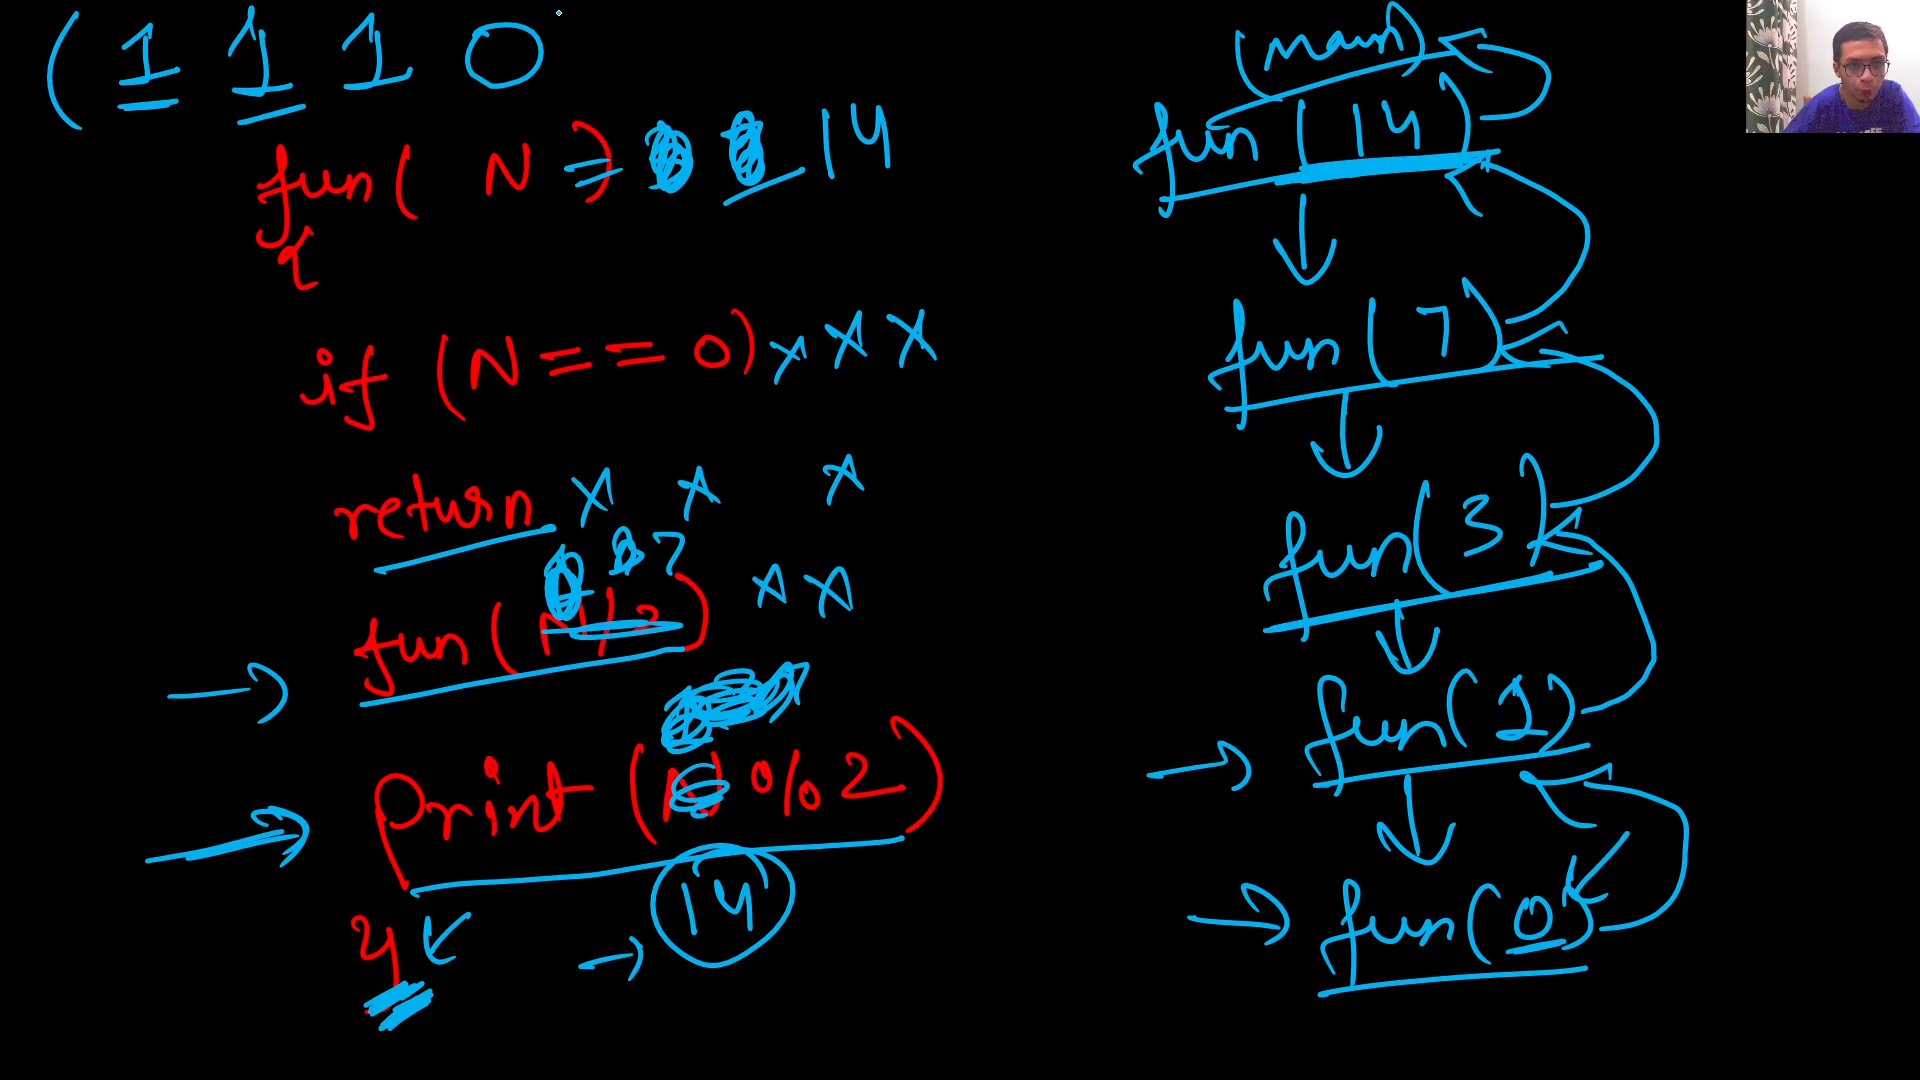 ( 1 1 1 0
fun( N ) = 14
{
if (N == 0)
return
7
fun( N/2 )
print ( N % 2 )
}
14
(main)
fun (14)
fun (7)
fun (3)
fun (1)
fun (0)